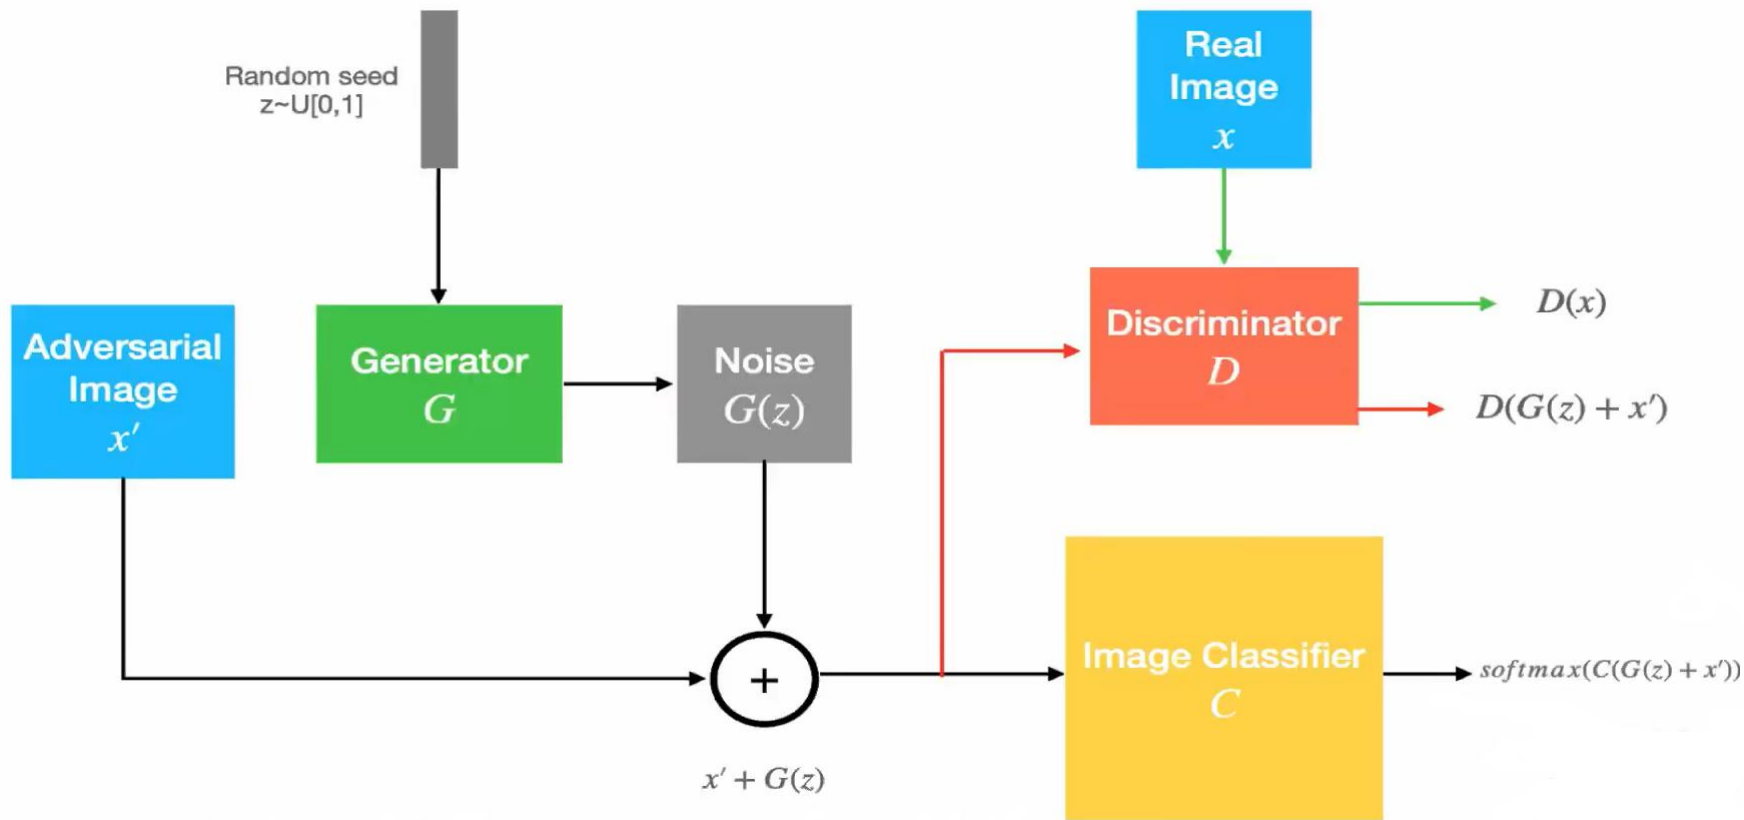 Random seed
z~U[0,1]
Real
Image
x
Adversarial
Image
x′
Generator
G
Noise
G(z)
Discriminator
D
D(x)
D(G(z) + x′)
+
x′ + G(z)
Image Classifier
C
softmax(C(G(z) + x′))